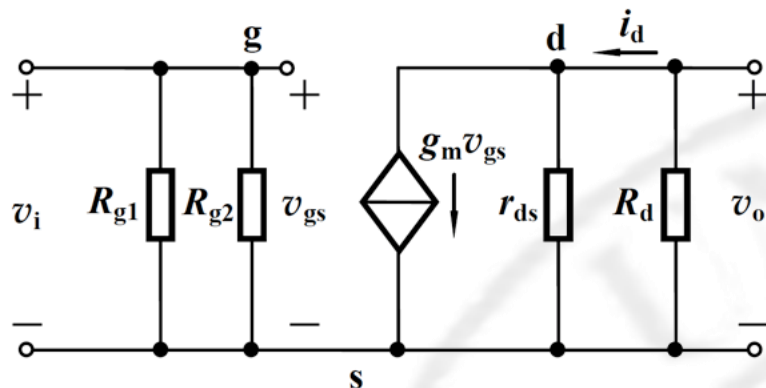 g
d
i_d
+
+
+
g_m v_gs
v_i
R_g1
R_g2
v_gs
r_ds
R_d
v_o
−
−
−
s